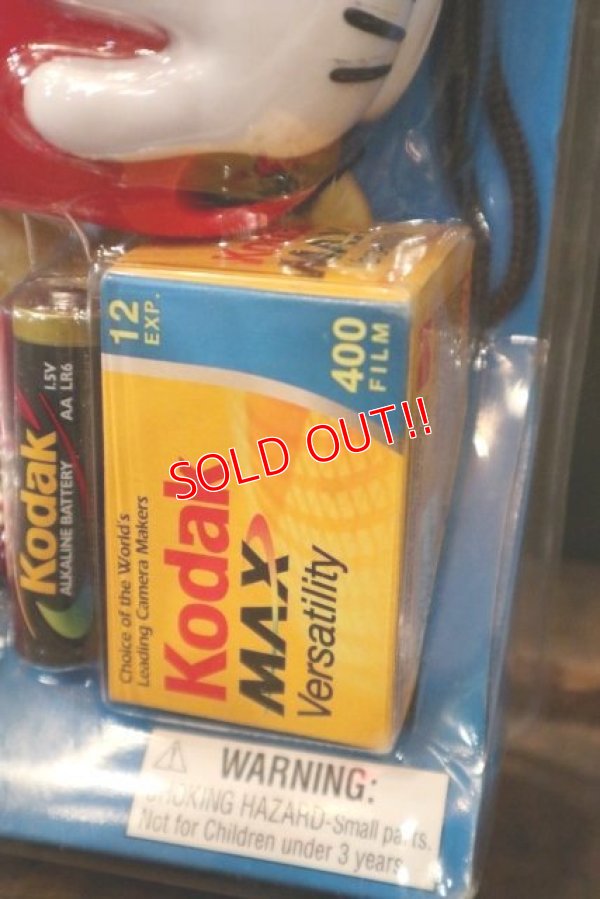 12
EXP.
400
FILM
Kodak
ALKALINE BATTERY
1.5V
AA LR6
SOLD OUT!!
Choice of the World's
Leading Camera Makers
Kodak
MAX
Versatility
WARNING:
CHOKING HAZARD-Small parts.
Not for Children under 3 years